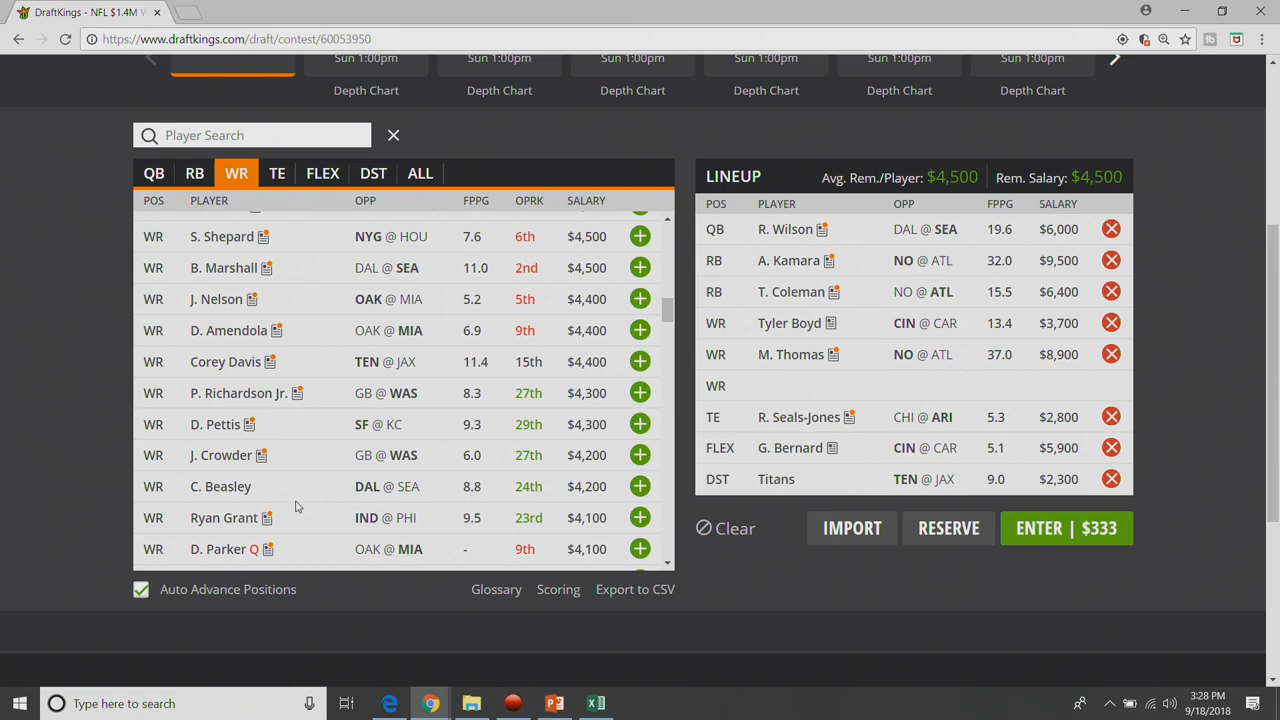 DraftKings - NFL $1.4M W
https://www.draftkings.com/draft/contest/60053950
Sun 1:00pm Sun 1:00pm Sun 1:00pm Sun 1:00pm Sun 1:00pm Sun 1:00pm
Depth Chart Depth Chart Depth Chart Depth Chart Depth Chart Depth Chart
Player Search
QB RB WR TE FLEX DST ALL
POS PLAYER OPP FPPG OPRK SALARY
WR S. Shepard NYG @ HOU 7.6 6th $4,500
WR B. Marshall DAL @ SEA 11.0 2nd $4,500
WR J. Nelson OAK @ MIA 5.2 5th $4,400
WR D. Amendola OAK @ MIA 6.9 9th $4,400
WR Corey Davis TEN @ JAX 11.4 15th $4,400
WR P. Richardson Jr. GB @ WAS 8.3 27th $4,300
WR D. Pettis SF @ KC 9.3 29th $4,300
WR J. Crowder GB @ WAS 6.0 27th $4,200
WR C. Beasley DAL @ SEA 8.8 24th $4,200
WR Ryan Grant IND @ PHI 9.5 23rd $4,100
WR D. Parker Q OAK @ MIA - 9th $4,100
Auto Advance Positions Glossary Scoring Export to CSV
LINEUP Avg. Rem./Player: $4,500 Rem. Salary: $4,500
POS PLAYER OPP FPPG SALARY
QB R. Wilson DAL @ SEA 19.6 $6,000
RB A. Kamara NO @ ATL 32.0 $9,500
RB T. Coleman NO @ ATL 15.5 $6,400
WR Tyler Boyd CIN @ CAR 13.4 $3,700
WR M. Thomas NO @ ATL 37.0 $8,900
WR
TE R. Seals-Jones CHI @ ARI 5.3 $2,800
FLEX G. Bernard CIN @ CAR 5.1 $5,900
DST Titans TEN @ JAX 9.0 $2,300
Clear IMPORT RESERVE ENTER | $333
Type here to search
3:28 PM
9/18/2018